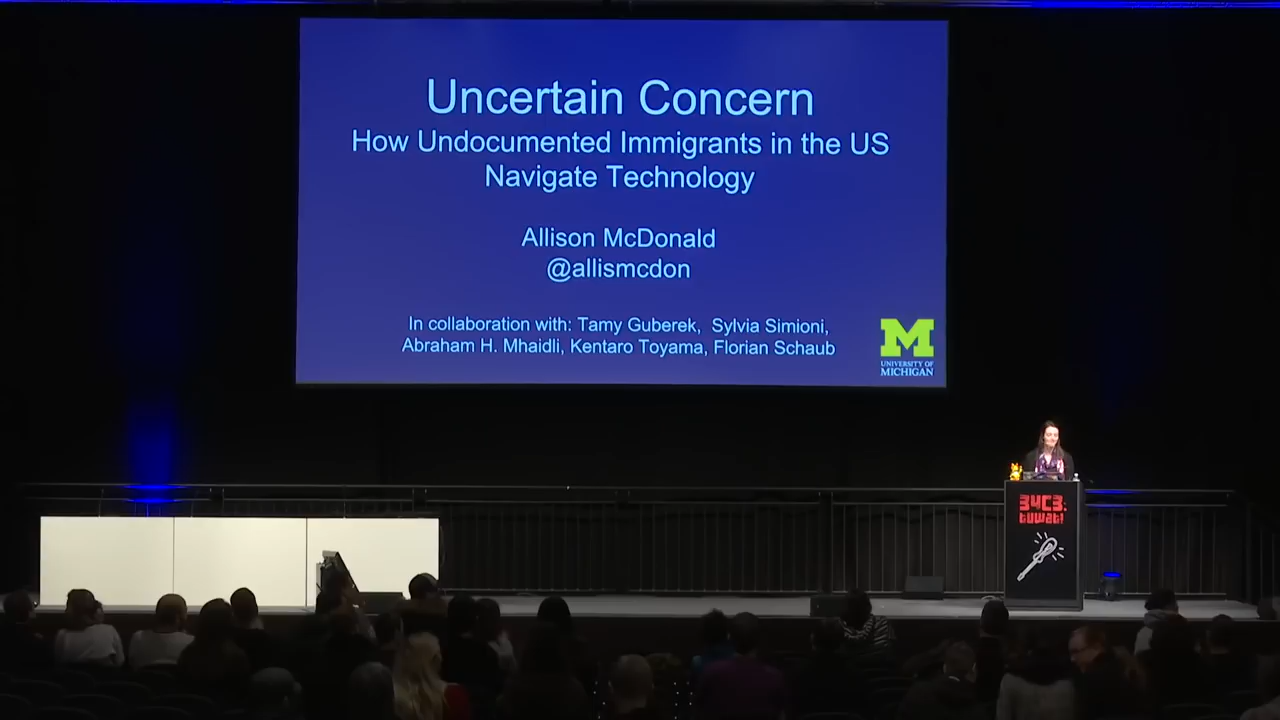 Uncertain Concern
How Undocumented Immigrants in the US
Navigate Technology
Allison McDonald
@allismcdon
In collaboration with: Tamy Guberek, Sylvia Simioni,
Abraham H. Mhaidli, Kentaro Toyama, Florian Schaub
M
UNIVERSITY OF
MICHIGAN
34C3:
tuwat!